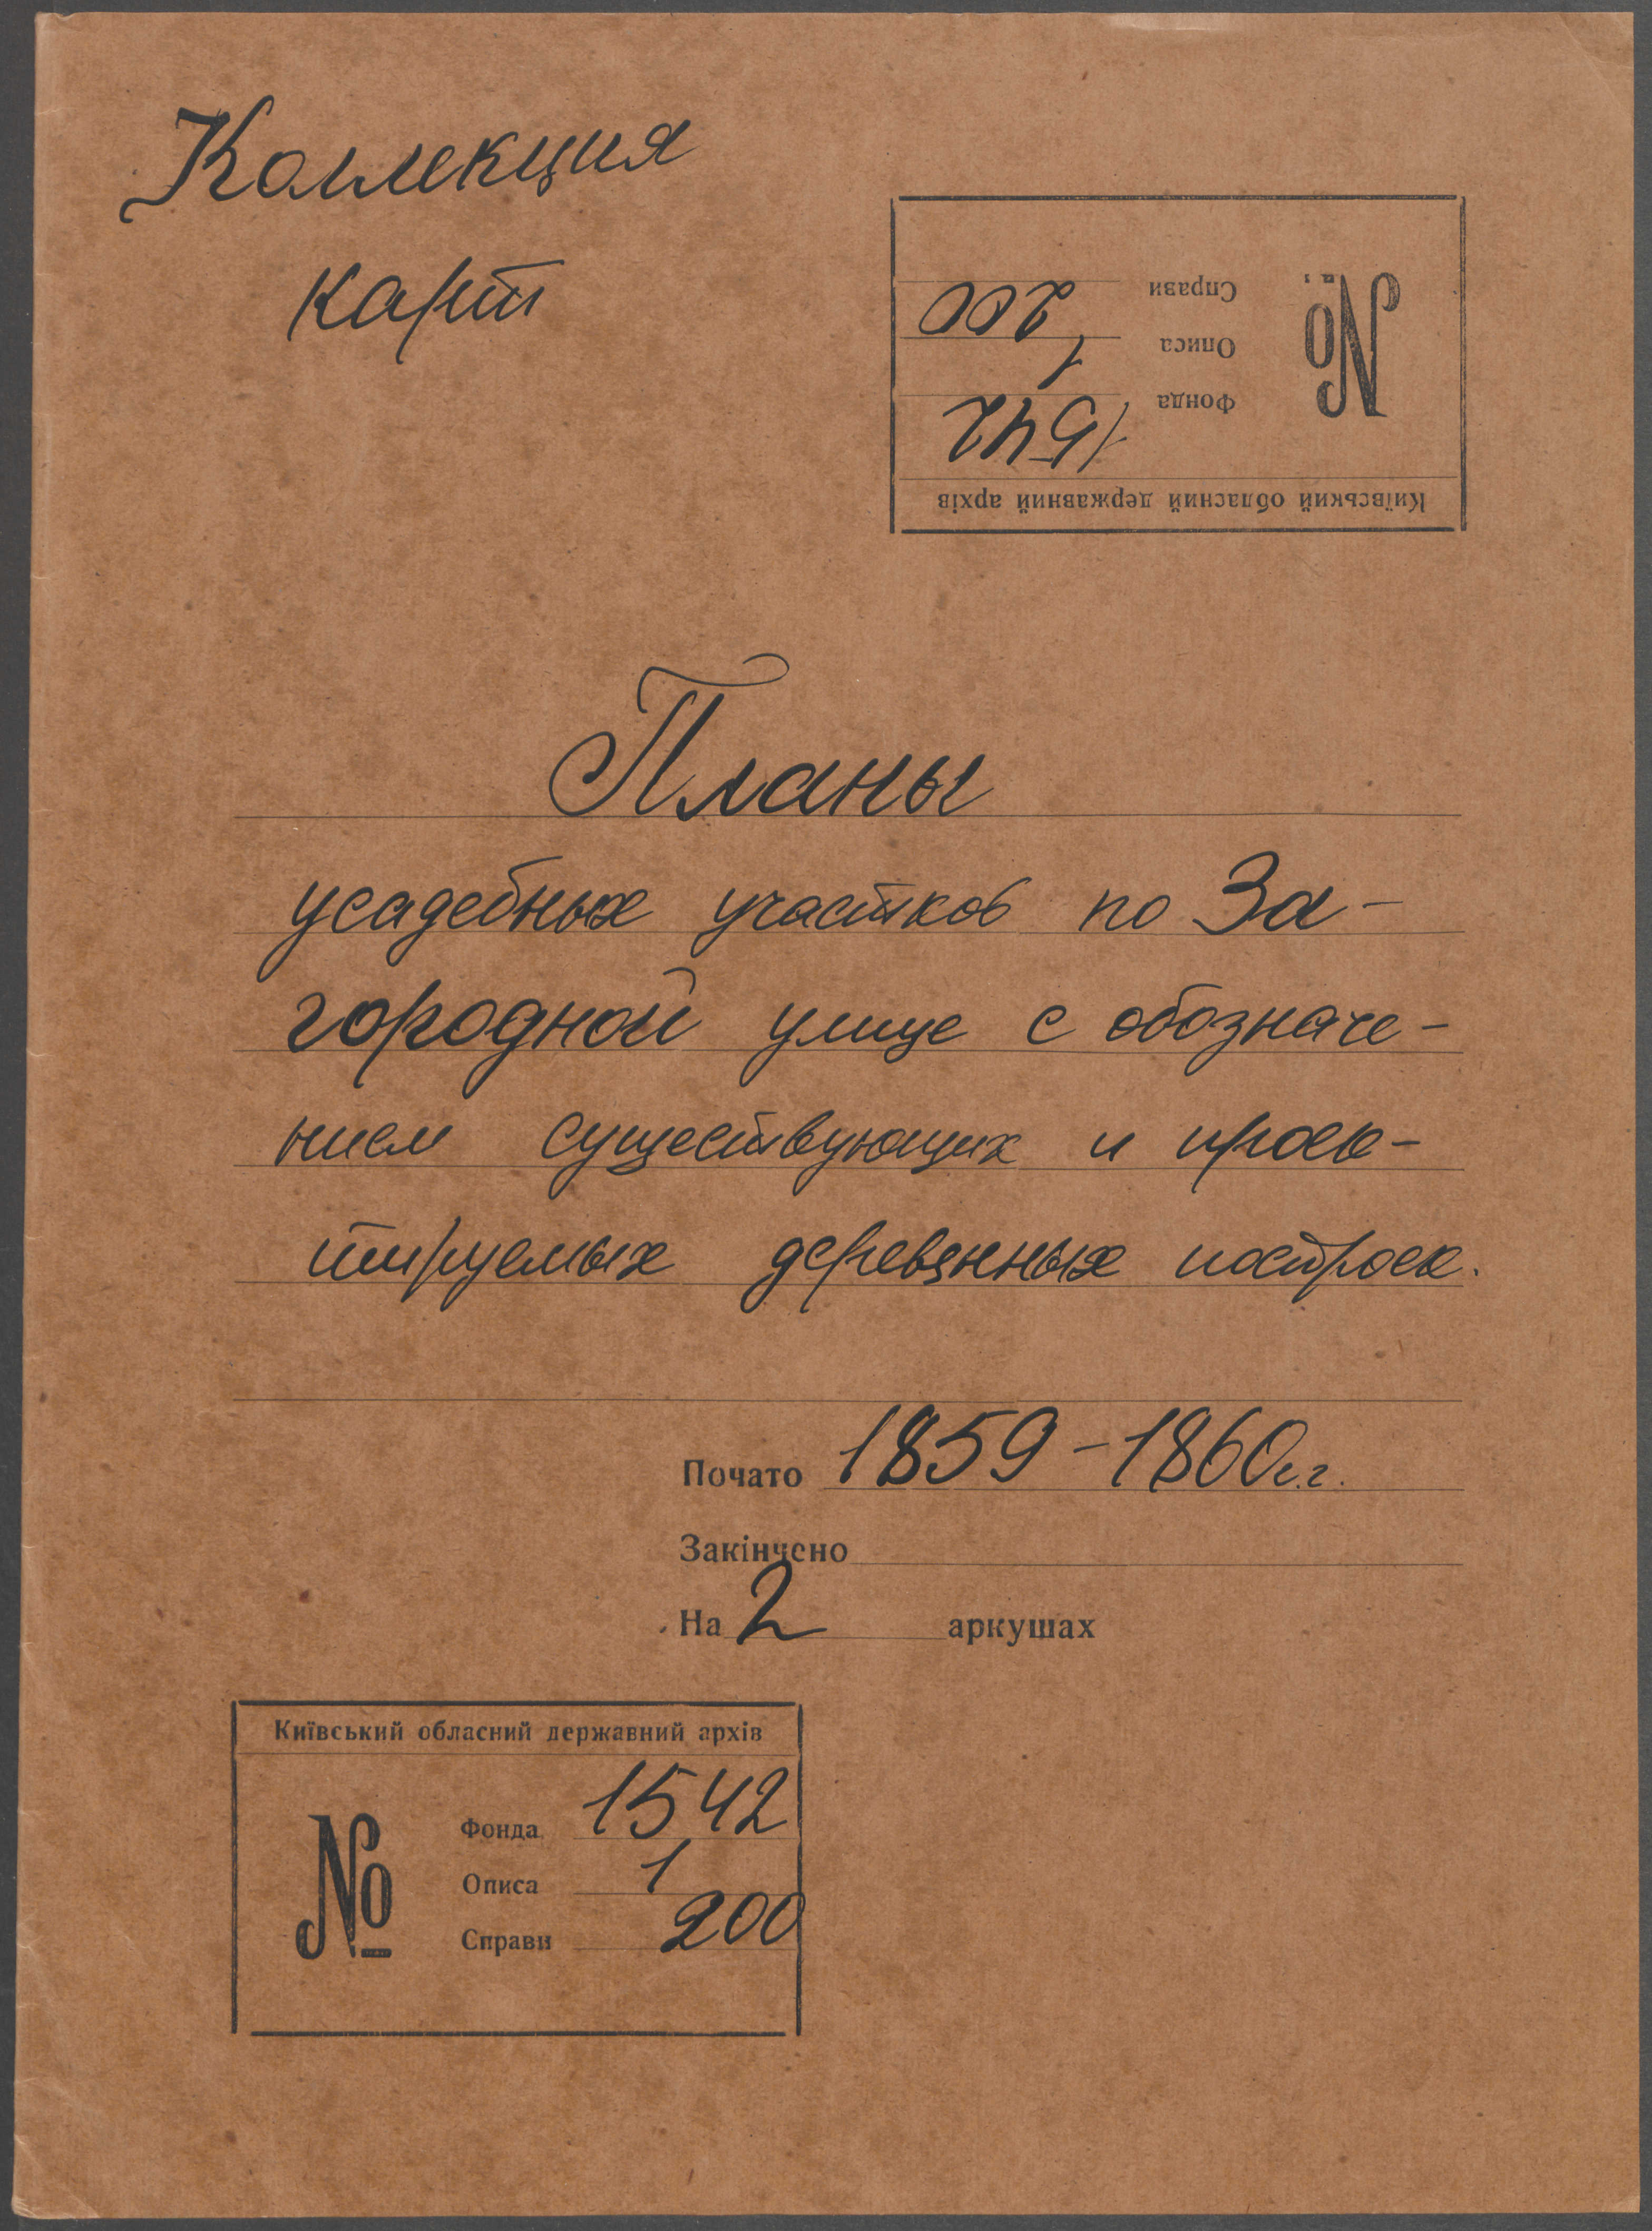 Коллекция
карт
Київський обласний державний архів
№
Фонда 1542
Описа 1
Справи 200
Планы
усадебных участков по За-
городной улице с обозначе-
нием существующих и проек-
тируемых деревянных построек.
Почато 1859-1860г.г.
Закінчено
На 2 аркушах
Київський обласний державний архів
№
Фонда 1542
Описа 1
Справи 200